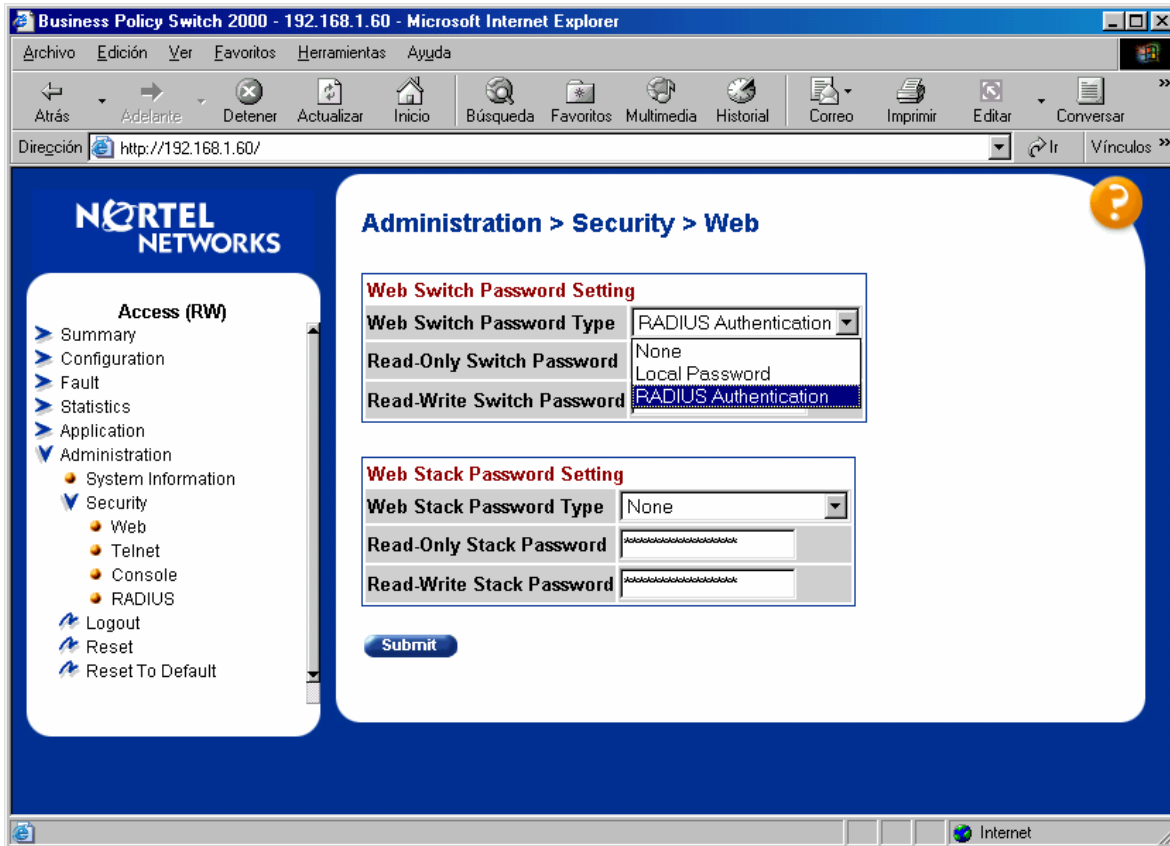 Business Policy Switch 2000 - 192.168.1.60 - Microsoft Internet Explorer
Archivo Edición Ver Favoritos Herramientas Ayuda
Atrás Adelante Detener Actualizar Inicio Búsqueda Favoritos Multimedia Historial Correo Imprimir Editar Conversar
Dirección http://192.168.1.60/ Ir Vínculos
NORTEL
NETWORKS
Access (RW)
Summary
Configuration
Fault
Statistics
Application
Administration
System Information
Security
Web
Telnet
Console
RADIUS
Logout
Reset
Reset To Default
?
Administration > Security > Web
Web Switch Password Setting
Web Switch Password Type RADIUS Authentication
None
Local Password
RADIUS Authentication
Read-Only Switch Password
Read-Write Switch Password
Web Stack Password Setting
Web Stack Password Type None
Read-Only Stack Password
Read-Write Stack Password
Submit
Internet